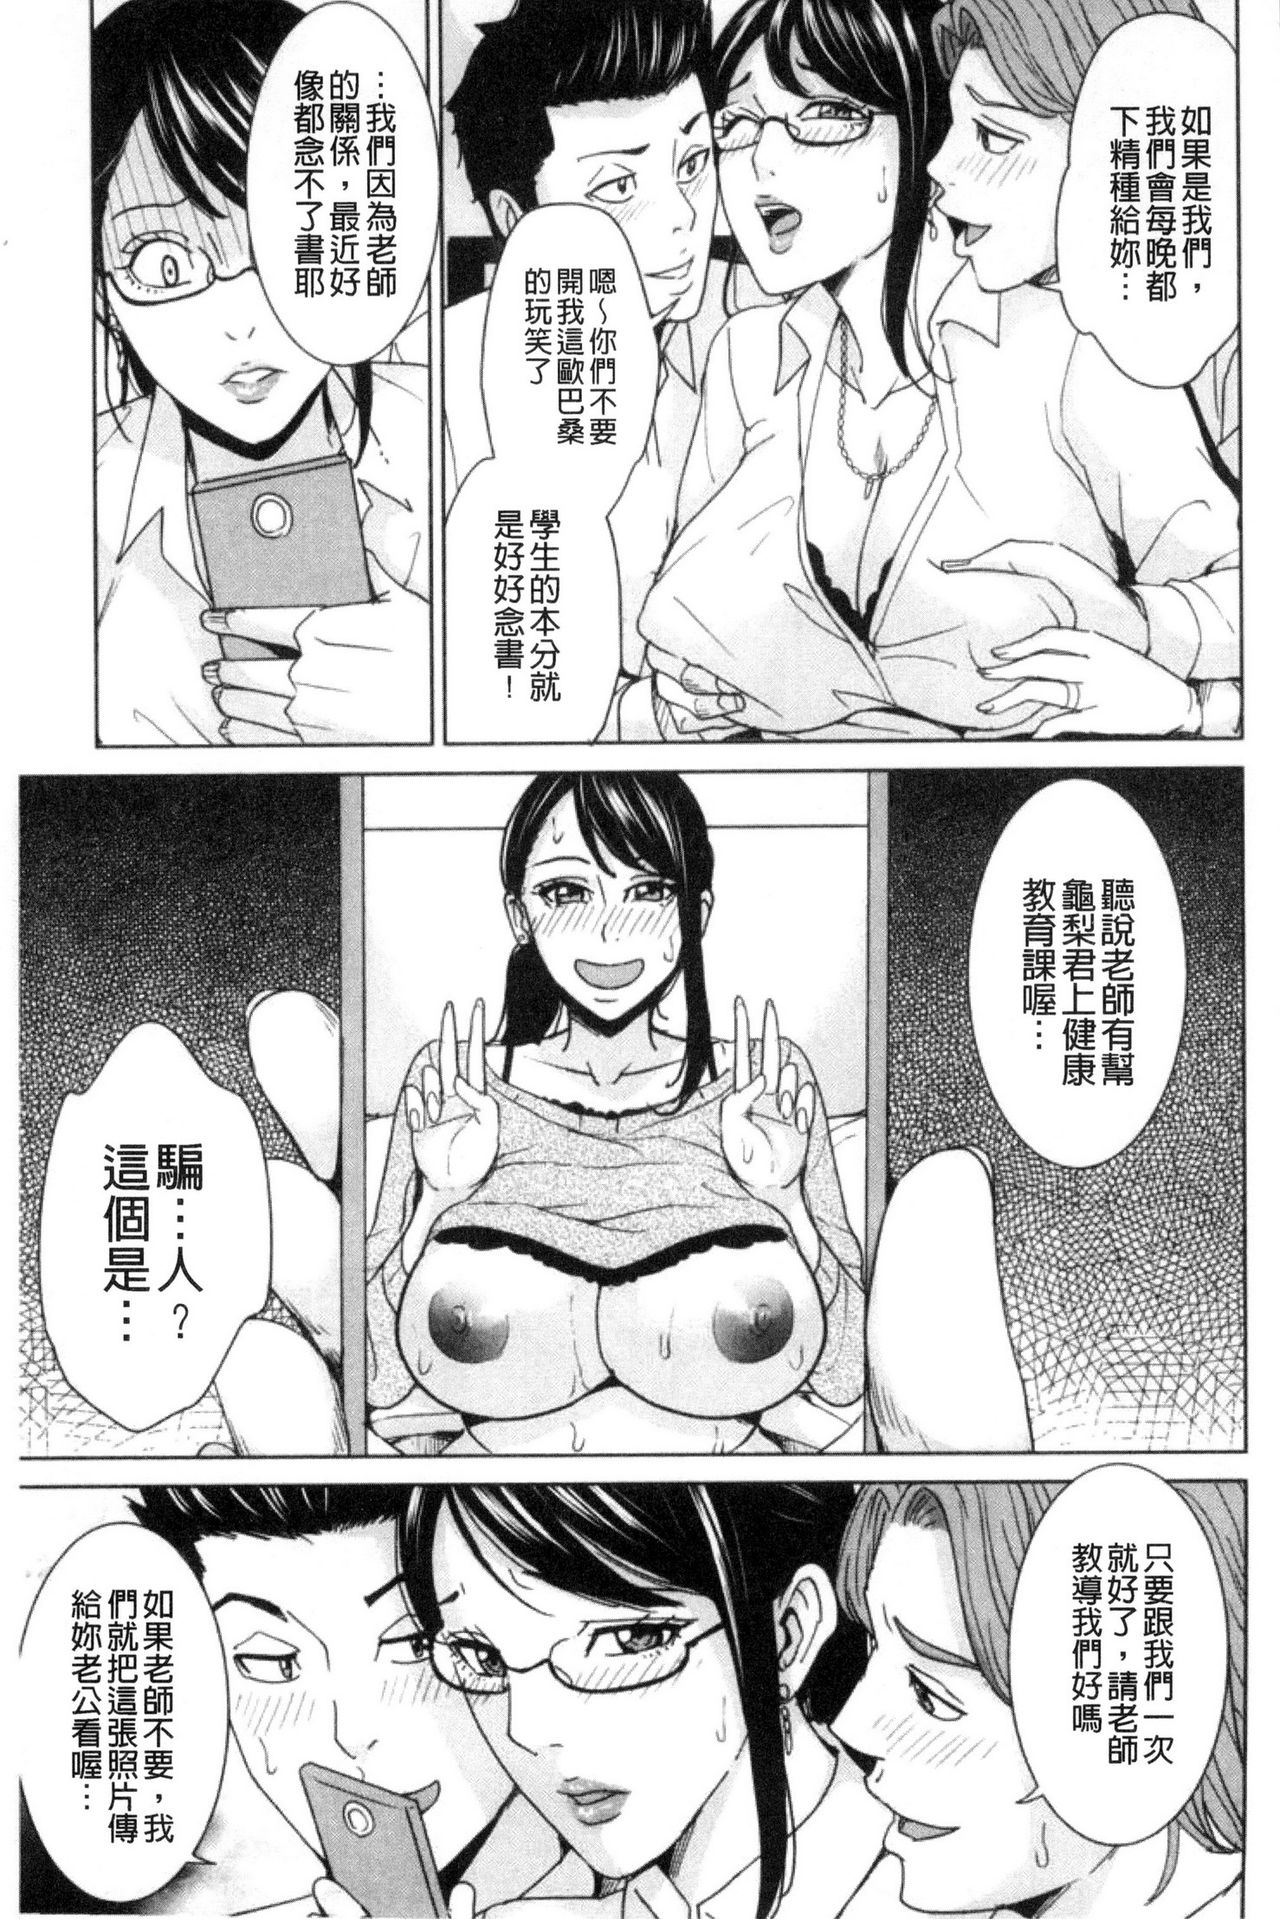 如果是我們，
我們會每晚都
下精種給妳…
嗯～你們不要
開我這歐巴桑
的玩笑了
學生的本分就
是好好念書！
…我們因為老師
的關係，最近好
像都念不了書耶
聽說老師有幫
龜梨君上健康
教育課喔…
騙…人？
這個是…
只要跟我們一次
就好了，請老師
教導我們好嗎
如果老師不要，我
們就把這張照片傳
給妳老公看喔…